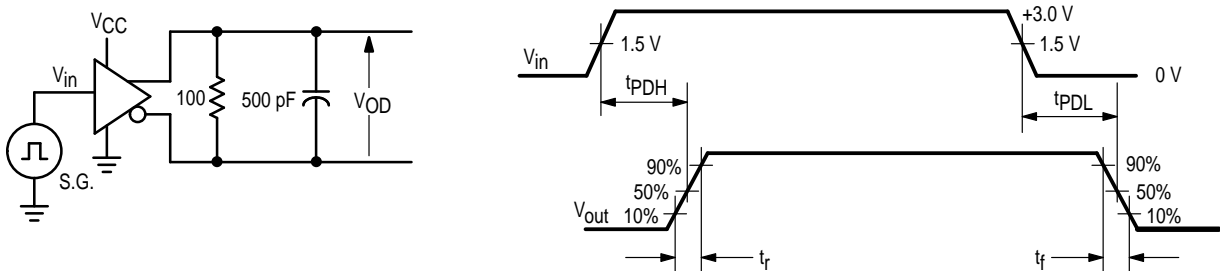 VCC
Vin
100
500 pF
VOD
S.G.
Vin
1.5 V
+3.0 V
1.5 V
0 V
tPDH
tPDL
90%
50%
Vout 10%
90%
50%
10%
tr
tf